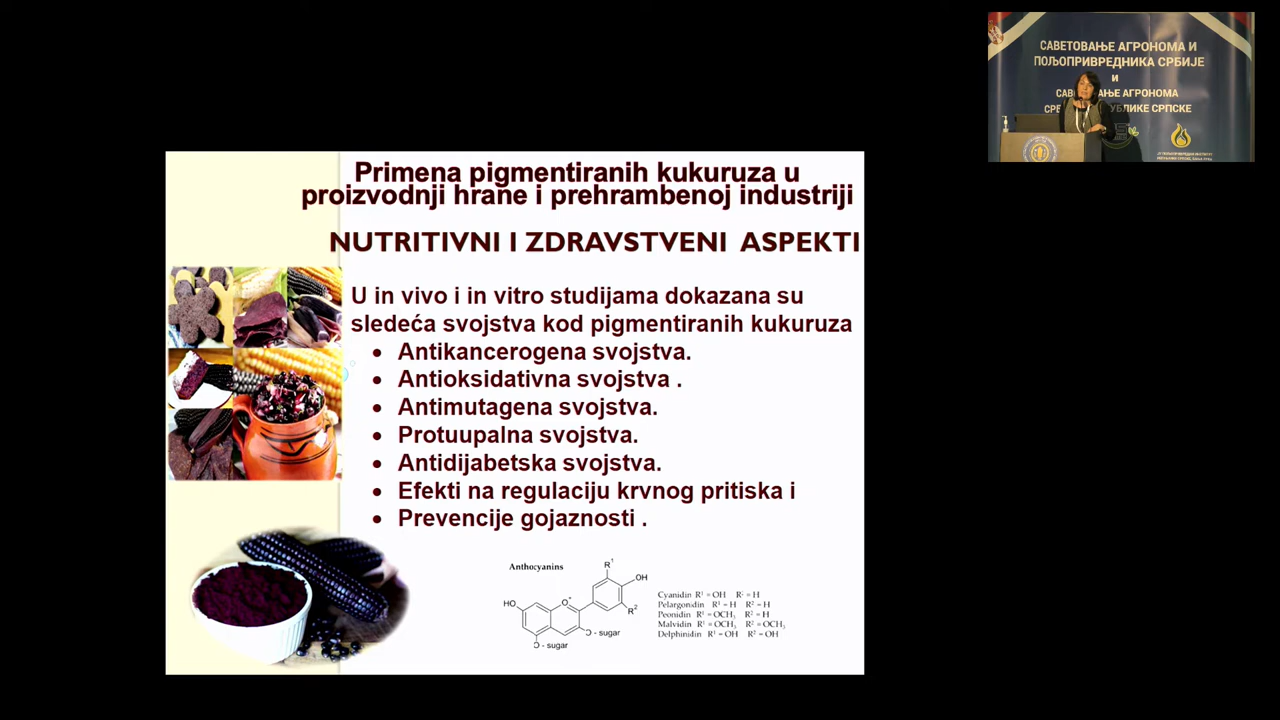 САВЕТОВАЊЕ АГРОНОМА И
ПОЉОПРИВРЕДНИКА СРБИЈЕ
И
САВЕТОВАЊЕ АГРОНОМА
РЕПУБЛИКЕ СРПСКЕ
Primena pigmentiranih kukuruza u
proizvodnji hrane i prehrambenoj industriji
NUTRITIVNI I ZDRAVSTVENI ASPEKTI
U in vivo i in vitro studijama dokazana su
sledeća svojstva kod pigmentiranih kukuruza
• Antikancerogena svojstva.
• Antioksidativna svojstva .
• Antimutagena svojstva.
• Protuupalna svojstva.
• Antidijabetska svojstva.
• Efekti na regulaciju krvnog pritiska i
• Prevencije gojaznosti .
Anthocyanins
R¹
OH
HO
O⁺
R²
O - sugar
O - sugar
Cyanidin R¹ = OH R² = H
Pelargonidin R¹ = H R² = H
Peonidin R¹ = OCH₃ R² = H
Malvidin R¹ = OCH₃ R² = OCH₃
Delphinidin R¹ = OH R² = OH